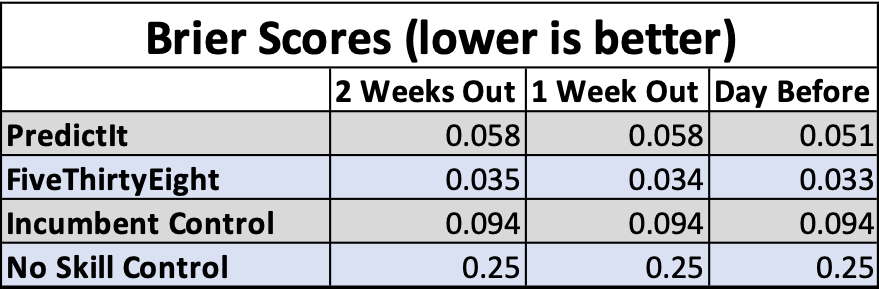 Brier Scores (lower is better)
2 Weeks Out 1 Week Out Day Before
PredictIt 0.058 0.058 0.051
FiveThirtyEight 0.035 0.034 0.033
Incumbent Control 0.094 0.094 0.094
No Skill Control 0.25 0.25 0.25